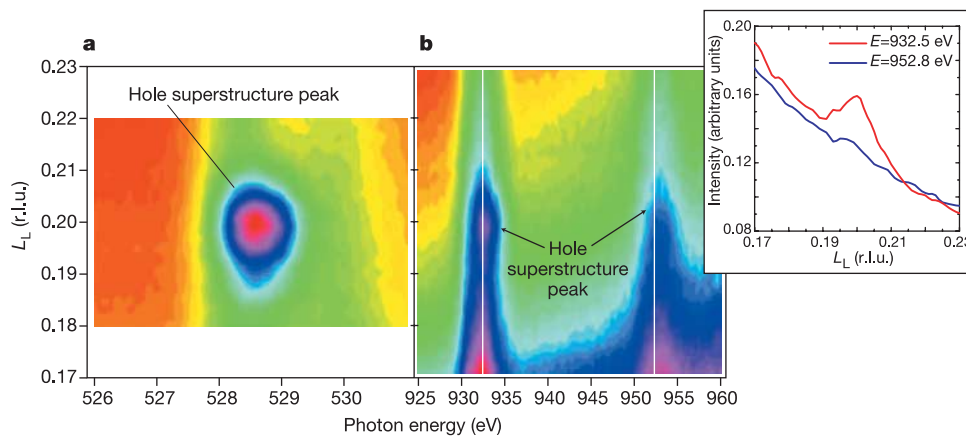 a
b
0.23
0.22
0.21
0.20
0.19
0.18
0.17
L_L (r.l.u.)
Hole superstructure peak
Hole
superstructure
peak
526 527 528 529 530 925 930 935 940 945 950 955 960
Photon energy (eV)
0.20
0.16
0.12
0.08
Intensity (arbitrary units)
E=932.5 eV
E=952.8 eV
0.17 0.19 0.21 0.23
L_L (r.l.u.)